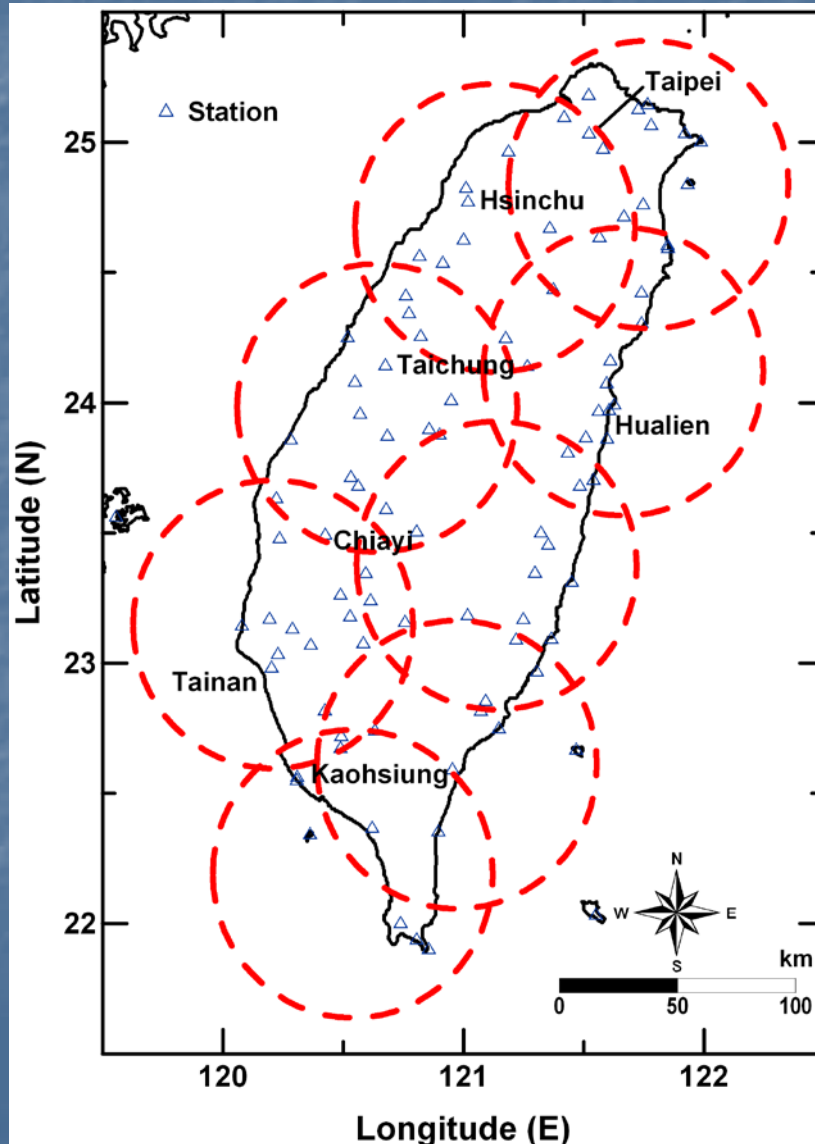 Station
Taipei
25
Hsinchu
Taichung
24
Hualien
Chiayi
Latitude (N)
23
Tainan
Kaohsiung
N
22
W
E
S
km
0
50
100
120
121
122
Longitude (E)